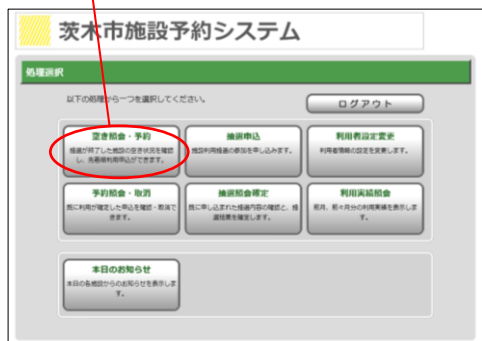 茨木市施設予約システム
処理選択
以下の処理から一つを選択してください。
ログアウト
空き照会・予約
抽選が終了した施設の空き状況を確認
し、先着順利用申込ができます。
抽選申込
施設利用抽選の参加を申し込みます。
利用者設定変更
利用者情報の設定を変更します。
予約照会・取消
既に利用が確定した申込を確認・取消で
きます。
抽選照会確定
既に申し込まれた抽選内容の確認と、抽
選結果を確定します。
利用実績照会
前月、前々月分の利用実績を表示しま
す。
本日のお知らせ
本日の各施設からのお知らせを表示しま
す。